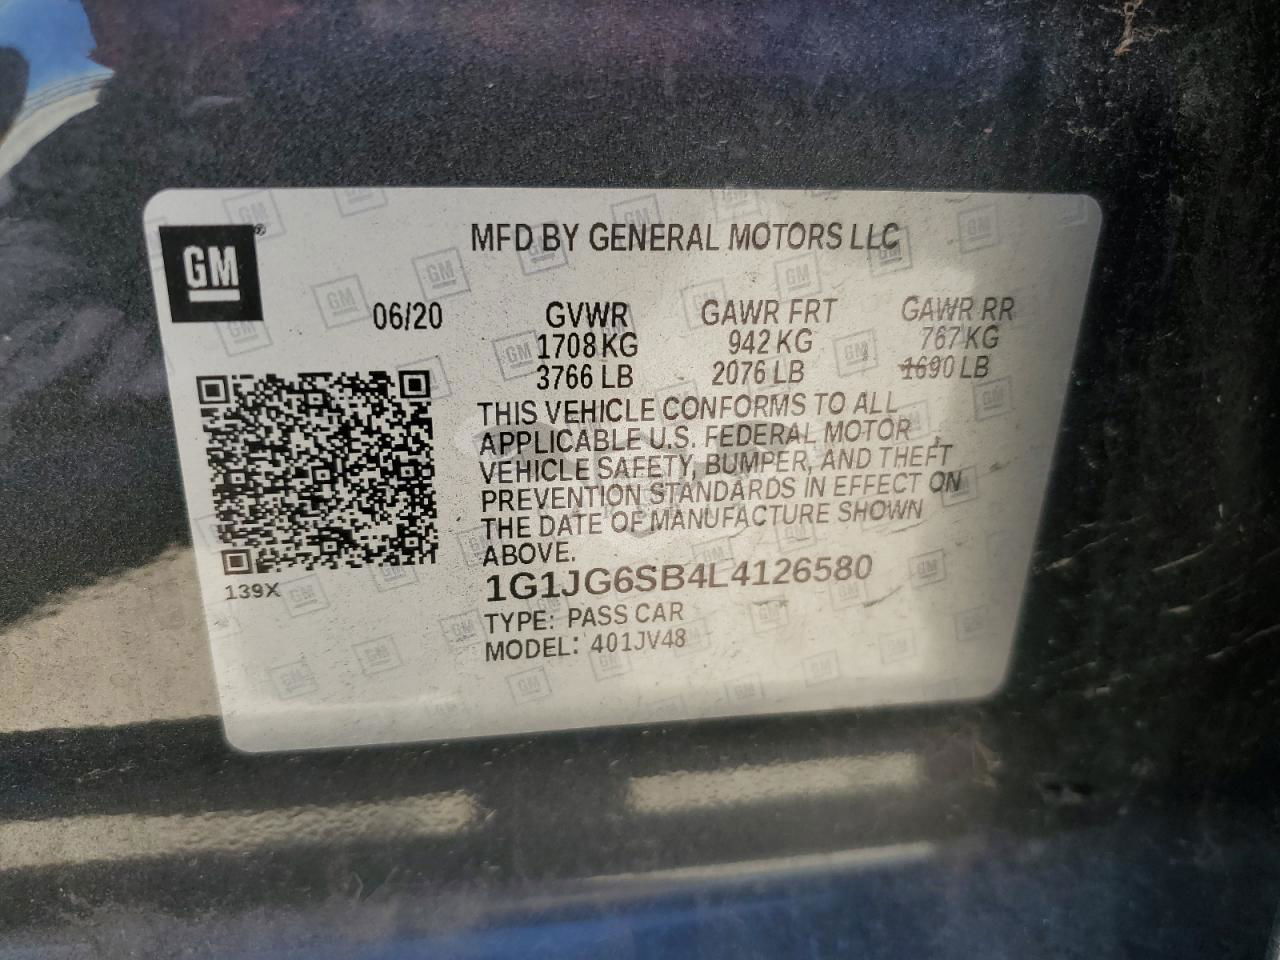 GM®
MFD BY GENERAL MOTORS LLC
06/20 GVWR GAWR FRT GAWR RR
1708 KG 942 KG 767 KG
3766 LB 2076 LB 1690 LB
THIS VEHICLE CONFORMS TO ALL
APPLICABLE U.S. FEDERAL MOTOR
VEHICLE SAFETY, BUMPER, AND THEFT
PREVENTION STANDARDS IN EFFECT ON
THE DATE OF MANUFACTURE SHOWN
ABOVE.
139X
1G1JG6SB4L4126580
TYPE: PASS CAR
MODEL: 401JV48